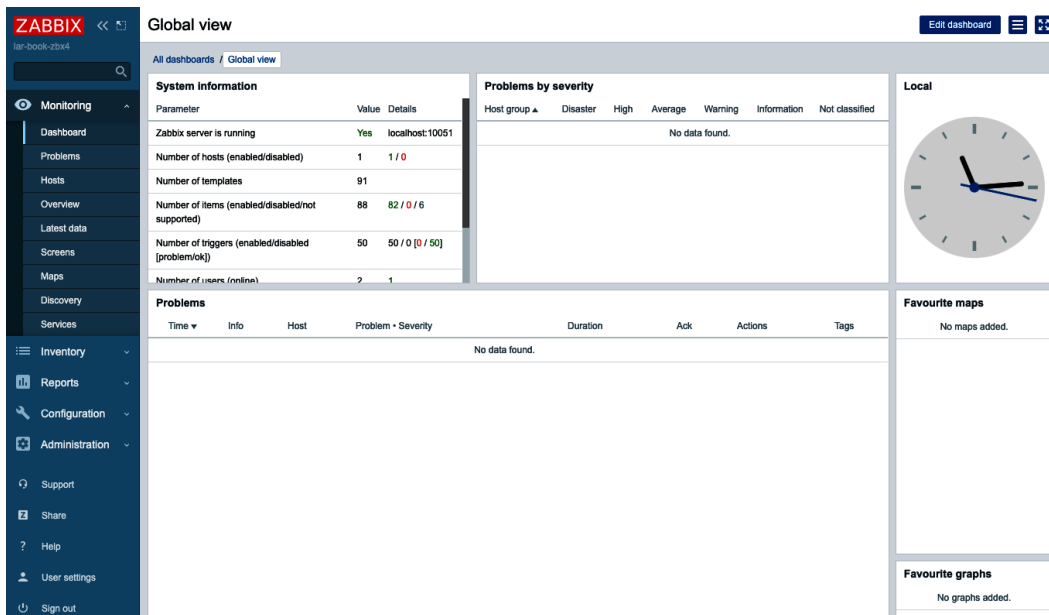 ZABBIX
lar-book-zbx4
Monitoring
Dashboard
Problems
Hosts
Overview
Latest data
Screens
Maps
Discovery
Services
Inventory
Reports
Configuration
Administration
Support
Z Share
? Help
User settings
Sign out
Global view
Edit dashboard
All dashboards / Global view
System information
Parameter Value Details
Zabbix server is running Yes localhost:10051
Number of hosts (enabled/disabled) 1 1 / 0
Number of templates 91
Number of items (enabled/disabled/not supported) 88 82 / 0 / 6
Number of triggers (enabled/disabled [problem/ok]) 50 50 / 0 [0 / 50]
Number of users (online) 2 1
Problems by severity
Host group ▲ Disaster High Average Warning Information Not classified
No data found.
Local
Problems
Time ▼ Info Host Problem • Severity Duration Ack Actions Tags
No data found.
Favourite maps
No maps added.
Favourite graphs
No graphs added.